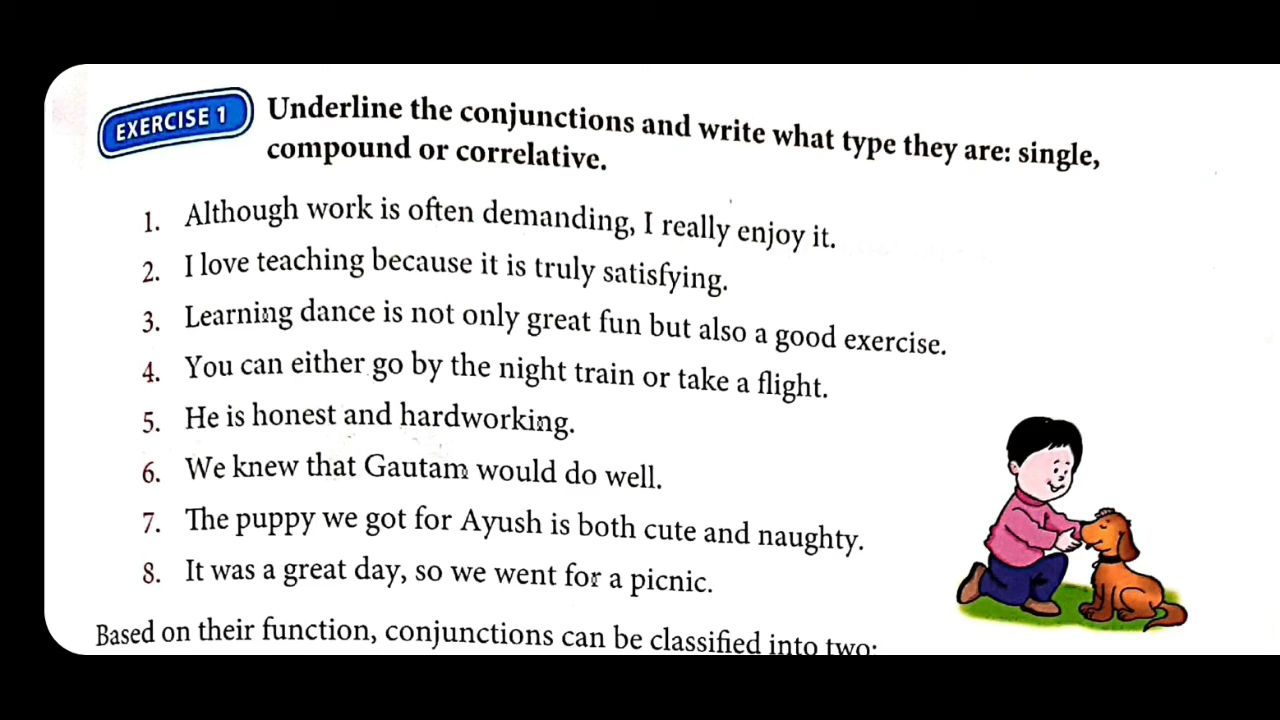 EXERCISE 1 Underline the conjunctions and write what type they are: single,
compound or correlative.
1. Although work is often demanding, I really enjoy it.
2. I love teaching because it is truly satisfying.
3. Learning dance is not only great fun but also a good exercise.
4. You can either go by the night train or take a flight.
5. He is honest and hardworking.
6. We knew that Gautam would do well.
7. The puppy we got for Ayush is both cute and naughty.
8. It was a great day, so we went for a picnic.
Based on their function, conjunctions can be classified into two: